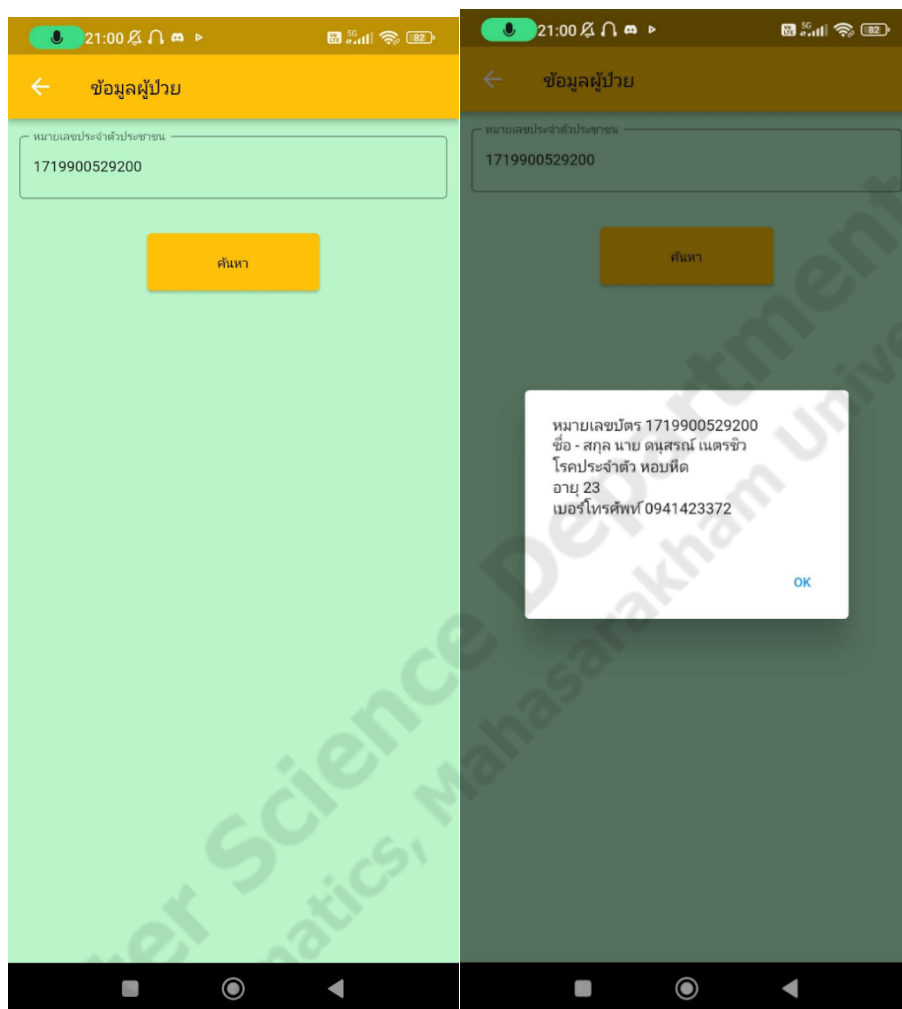 21:00
82
ข้อมูลผู้ป่วย
หมายเลขประจำตัวประชาชน
1719900529200
ค้นหา
21:00
82
ข้อมูลผู้ป่วย
หมายเลขประจำตัวประชาชน
1719900529200
ค้นหา
หมายเลขบัตร 1719900529200
ชื่อ - สกุล นาย ดนุสรณ์ เนตรชิว
โรคประจำตัว หอบหืด
อายุ 23
เบอร์โทรศัพท์ 0941423372
OK
Science Department
Mahasarakham